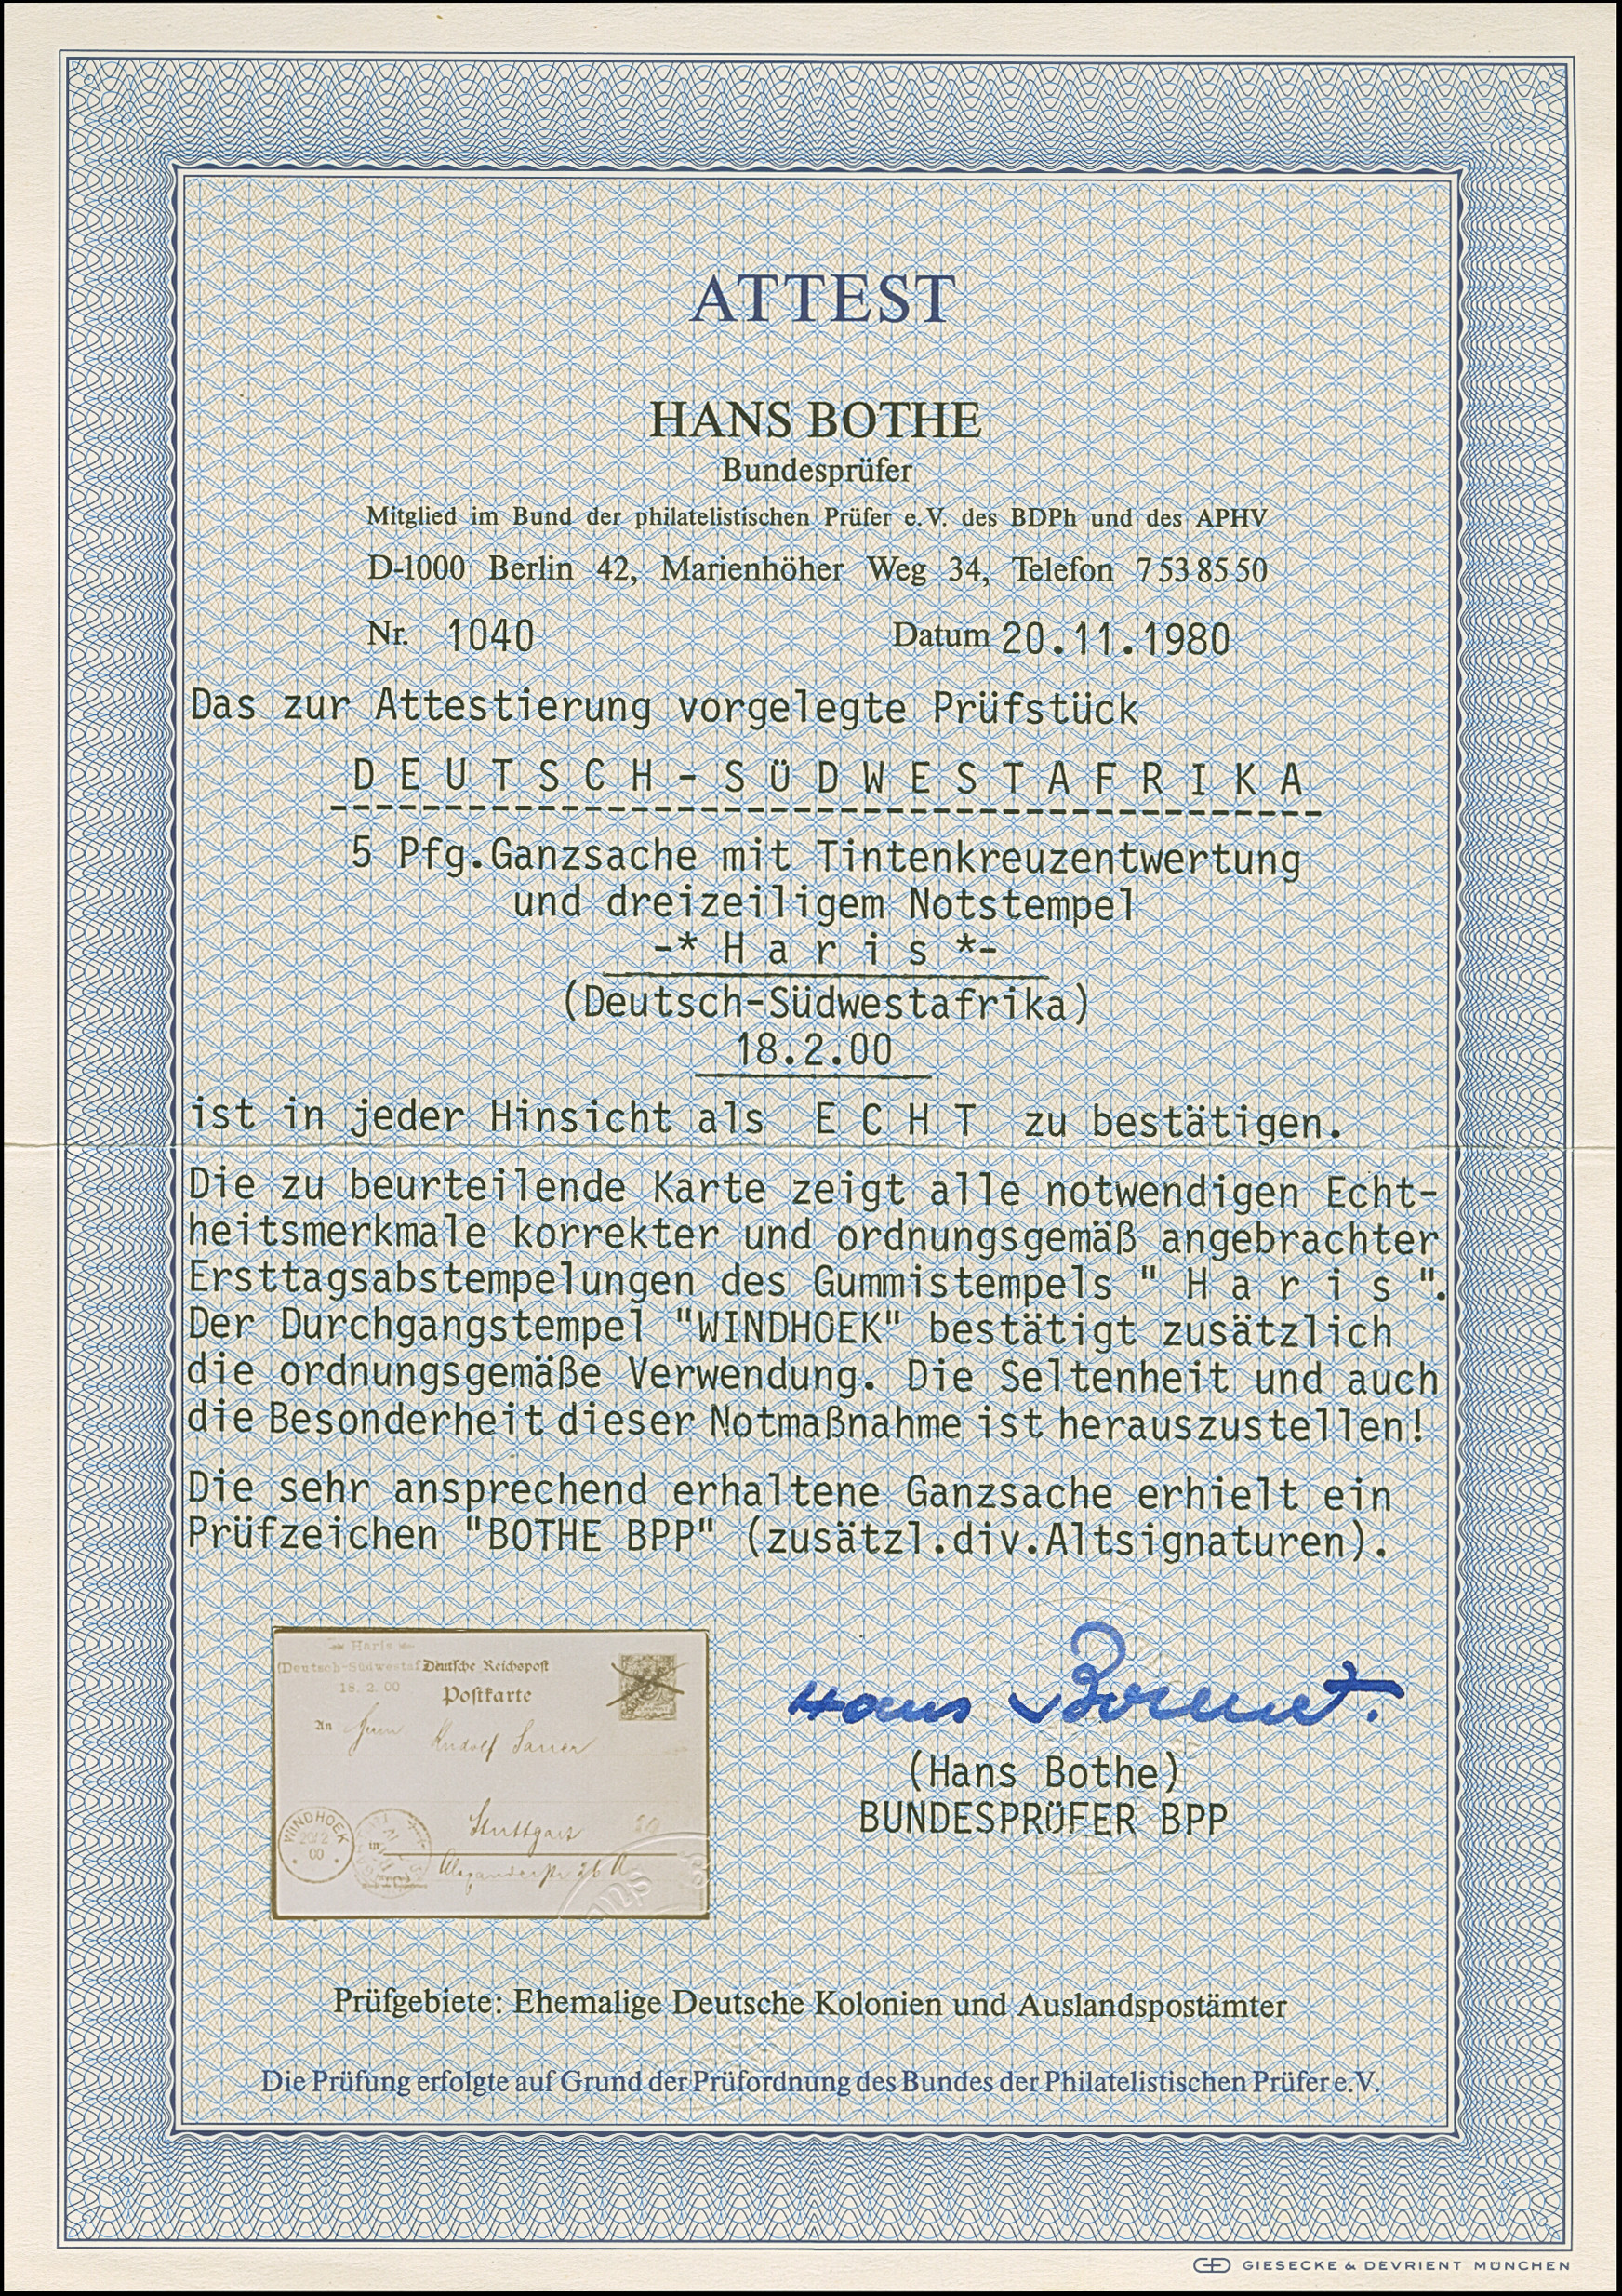 ATTEST
HANS BOTHE
Bundesprüfer
Mitglied im Bund der philatelistischen Prüfer e.V. des BDPh und des APHV
D-1000 Berlin 42, Marienhöher Weg 34, Telefon 7 53 85 50
Nr. 1040 Datum 20.11.1980
Das zur Attestierung vorgelegte Prüfstück
D E U T S C H - S Ü D W E S T A F R I K A
5 Pfg.Ganzsache mit Tintenkreuzentwertung
und dreizeiligem Notstempel
-* H a r i s *-
(Deutsch-Südwestafrika)
18.2.00
ist in jeder Hinsicht als E C H T zu bestätigen.
Die zu beurteilende Karte zeigt alle notwendigen Echt-
heitsmerkmale korrekter und ordnungsgemäß angebrachter
Ersttagsabstempelungen des Gummistempels " H a r i s ".
Der Durchgangstempel "WINDHOEK" bestätigt zusätzlich
die ordnungsgemäße Verwendung. Die Seltenheit und auch
die Besonderheit dieser Notmaßnahme ist herauszustellen!
Die sehr ansprechend erhaltene Ganzsache erhielt ein
Prüfzeichen "BOTHE BPP" (zusätzl.div.Altsignaturen).
Haris
(Deutsch-Südwestaf
18. 2. 00
Deutsche Reichspost
Postkarte
An Herrn Rudolf
Stuttgart
in
WINDHOEK
00
Hans
(Hans Bothe)
BUNDESPRÜFER BPP
Prüfgebiete: Ehemalige Deutsche Kolonien und Auslandspostämter
Die Prüfung erfolgte auf Grund der Prüfordnung des Bundes der Philatelistischen Prüfer e.V.
GIESECKE & DEVRIENT MÜNCHEN